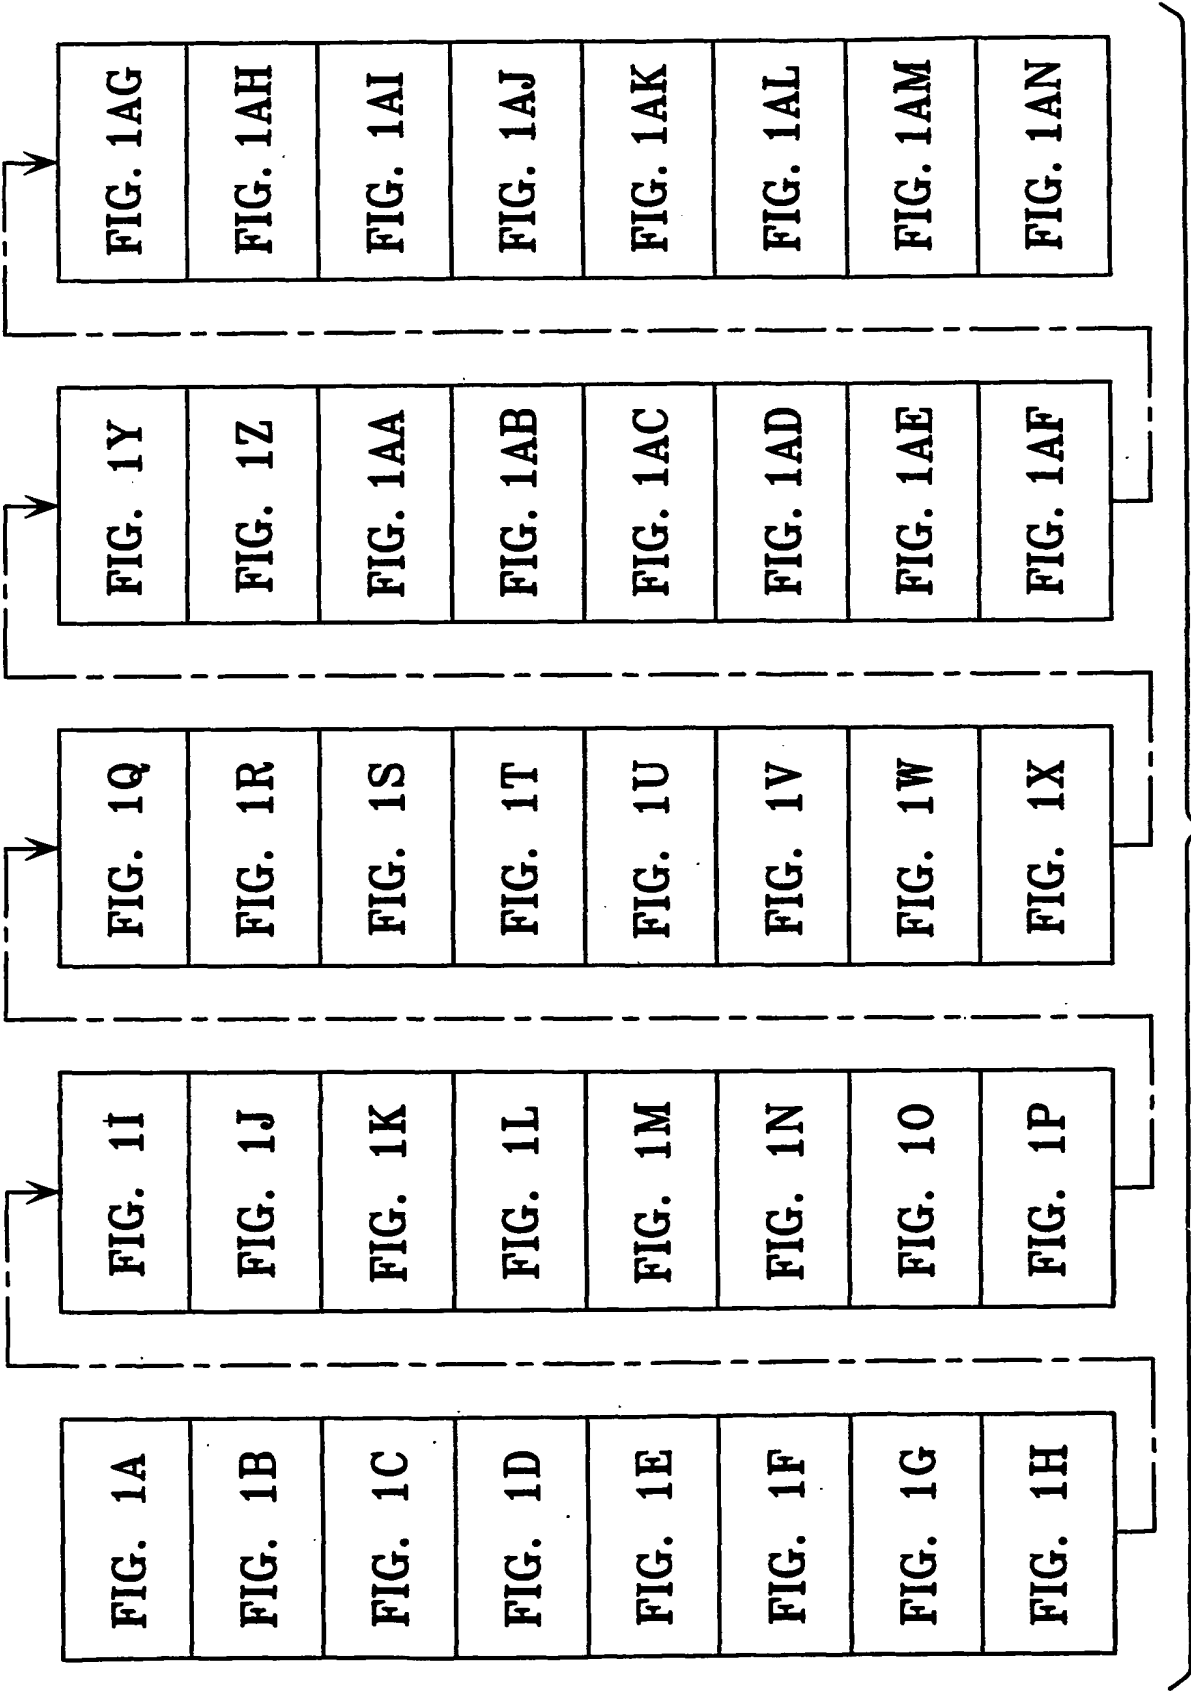 FIG. 1A
FIG. 1B
FIG. 1C
FIG. 1D
FIG. 1E
FIG. 1F
FIG. 1G
FIG. 1H
FIG. 1I
FIG. 1J
FIG. 1K
FIG. 1L
FIG. 1M
FIG. 1N
FIG. 1O
FIG. 1P
FIG. 1Q
FIG. 1R
FIG. 1S
FIG. 1T
FIG. 1U
FIG. 1V
FIG. 1W
FIG. 1X
FIG. 1Y
FIG. 1Z
FIG. 1AA
FIG. 1AB
FIG. 1AC
FIG. 1AD
FIG. 1AE
FIG. 1AF
FIG. 1AG
FIG. 1AH
FIG. 1AI
FIG. 1AJ
FIG. 1AK
FIG. 1AL
FIG. 1AM
FIG. 1AN